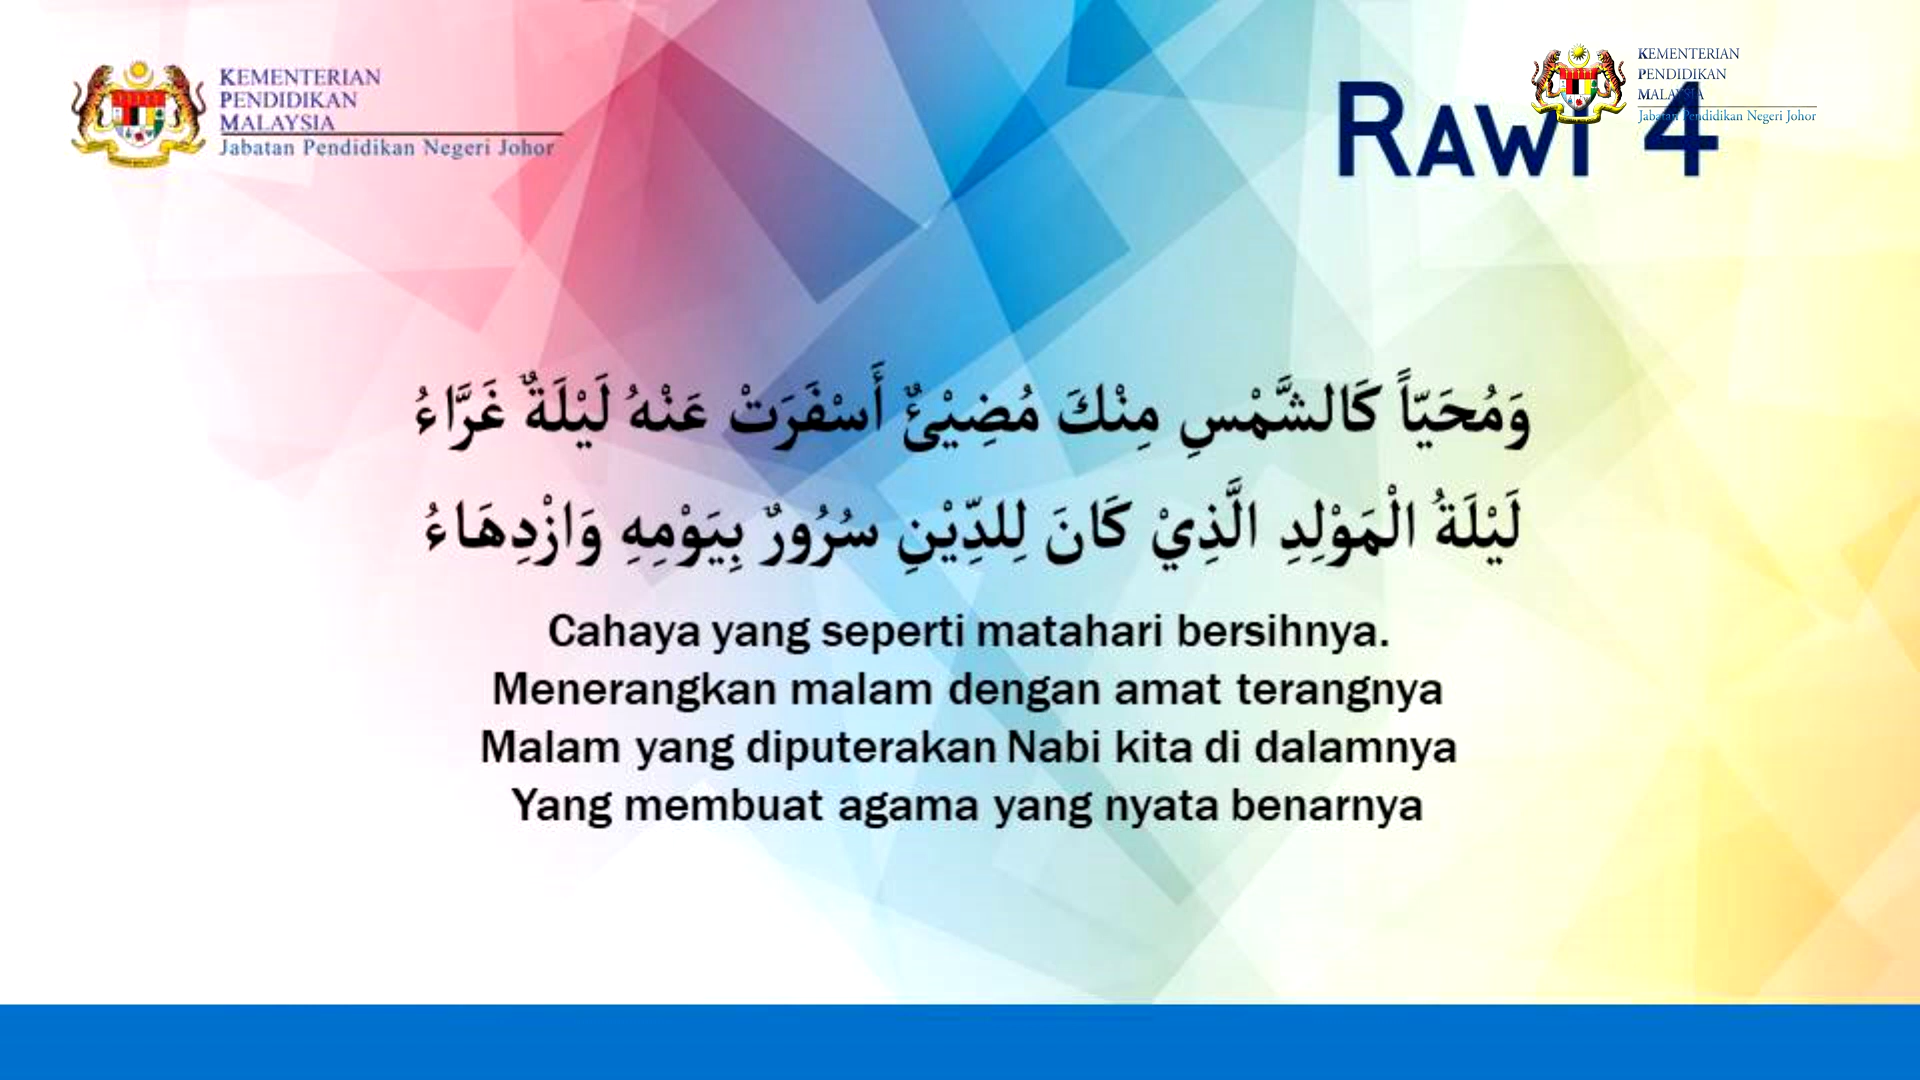 KEMENTERIAN
PENDIDIKAN
MALAYSIA
Jabatan Pendidikan Negeri Johor
KEMENTERIAN
PENDIDIKAN
MALAYSIA
Jabatan Pendidikan Negeri Johor
RAWI 4
وَمُحَيّاً كَالشَّمْسِ مِنْكَ مُضِيْئٌ أَسْفَرَتْ عَنْهُ لَيْلَةٌ غَرَّاءُ
لَيْلَةُ الْمَوْلِدِ الَّذِيْ كَانَ لِلدِّيْنِ سُرُورٌ بِيَوْمِهِ وَازْدِهَاءُ
Cahaya yang seperti matahari bersihnya.
Menerangkan malam dengan amat terangnya
Malam yang diputerakan Nabi kita di dalamnya
Yang membuat agama yang nyata benarnya